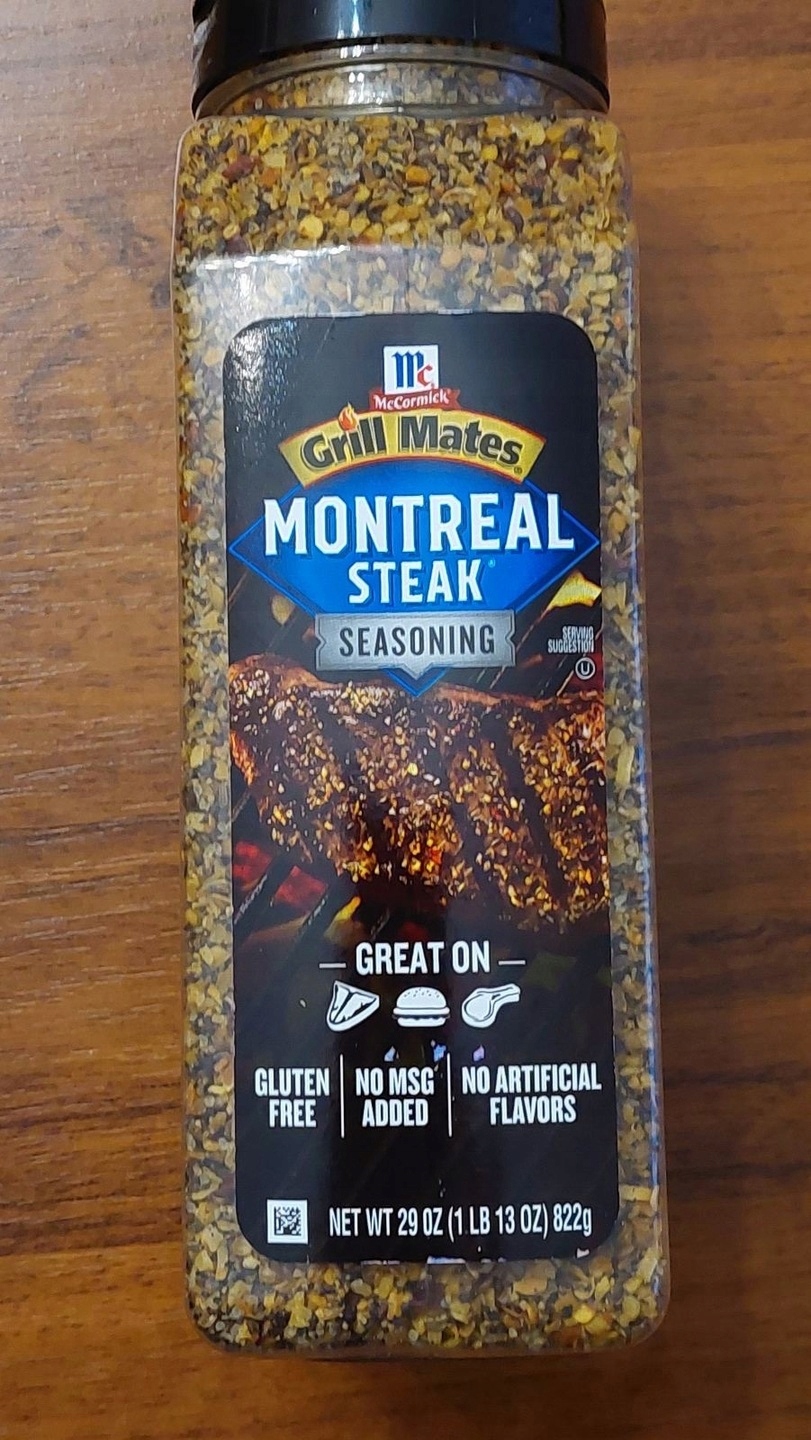 Mc
McCormick®
Grill Mates®
MONTREAL
STEAK®
SEASONING
SERVING
SUGGESTION
U
— GREAT ON —
GLUTEN
FREE
NO MSG
ADDED
NO ARTIFICIAL
FLAVORS
NET WT 29 OZ (1 LB 13 OZ) 822g